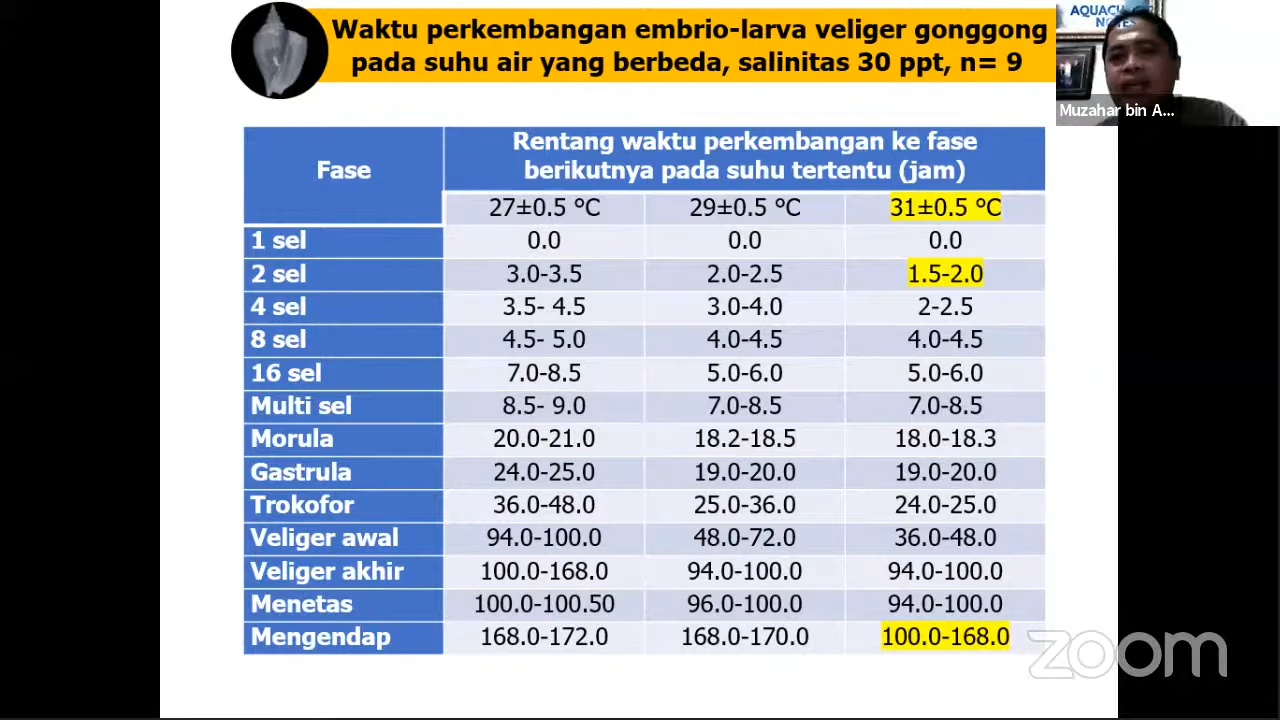 Waktu perkembangan embrio-larva veliger gonggong
pada suhu air yang berbeda, salinitas 30 ppt, n= 9
Muzahar bin A...
Fase
Rentang waktu perkembangan ke fase
berikutnya pada suhu tertentu (jam)
27±0.5 °C 29±0.5 °C 31±0.5 °C
1 sel 0.0 0.0 0.0
2 sel 3.0-3.5 2.0-2.5 1.5-2.0
4 sel 3.5- 4.5 3.0-4.0 2-2.5
8 sel 4.5- 5.0 4.0-4.5 4.0-4.5
16 sel 7.0-8.5 5.0-6.0 5.0-6.0
Multi sel 8.5- 9.0 7.0-8.5 7.0-8.5
Morula 20.0-21.0 18.2-18.5 18.0-18.3
Gastrula 24.0-25.0 19.0-20.0 19.0-20.0
Trokofor 36.0-48.0 25.0-36.0 24.0-25.0
Veliger awal 94.0-100.0 48.0-72.0 36.0-48.0
Veliger akhir 100.0-168.0 94.0-100.0 94.0-100.0
Menetas 100.0-100.50 96.0-100.0 94.0-100.0
Mengendap 168.0-172.0 168.0-170.0 100.0-168.0
zoom